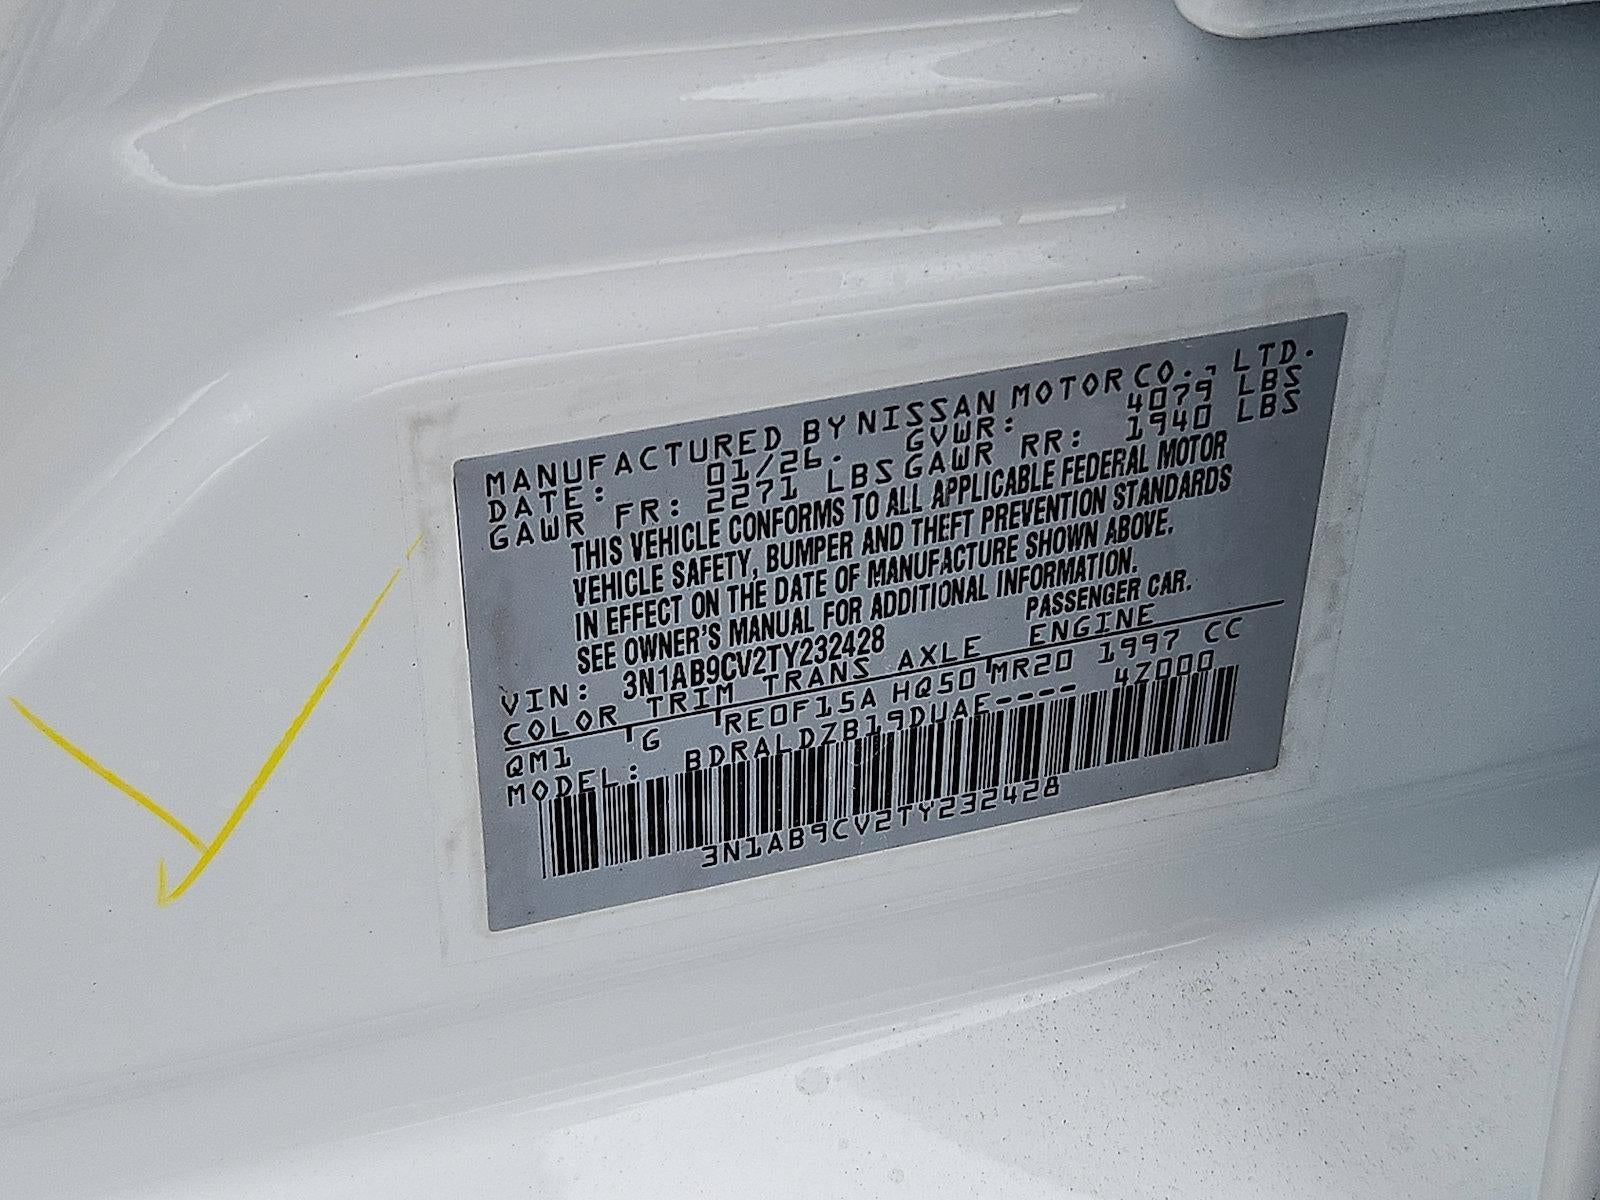 MANUFACTURED BY NISSAN MOTOR CO., LTD.
DATE: 01/26. GVWR: 4079 LBS
GAWR FR: 2271 LBS GAWR RR: 1940 LBS
THIS VEHICLE CONFORMS TO ALL APPLICABLE FEDERAL MOTOR
VEHICLE SAFETY, BUMPER AND THEFT PREVENTION STANDARDS
IN EFFECT ON THE DATE OF MANUFACTURE SHOWN ABOVE.
SEE OWNER'S MANUAL FOR ADDITIONAL INFORMATION.
VIN: 3N1AB9CV2TY232428 PASSENGER CAR.
COLOR TRIM TRANS AXLE ENGINE
QM1 G RE0F15A HQ50 MR20 1997 CC
MODEL: BDRALDZB19DUAE---- 4Z000
3N1AB9CV2TY232428